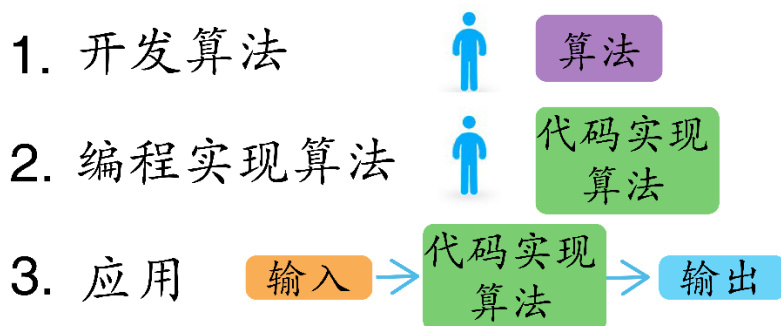 1. 开发算法
算法
2. 编程实现算法
代码实现
算法
3. 应用
输入
代码实现
算法
输出